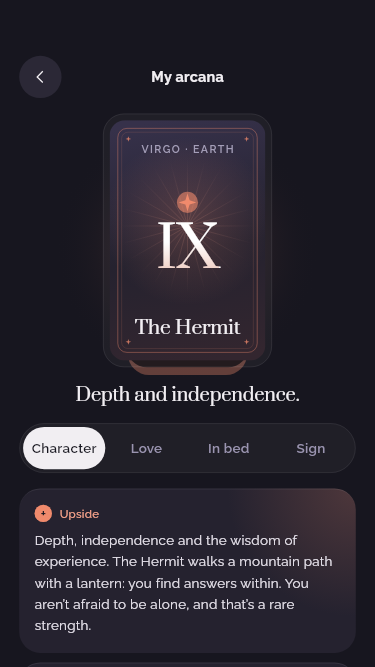 My arcana
VIRGO · EARTH
IX
The Hermit
Depth and independence.
Character
Love
In bed
Sign
Upside
Depth, independence and the wisdom of
experience. The Hermit walks a mountain path
with a lantern: you find answers within. You
aren't afraid to be alone, and that's a rare
strength.